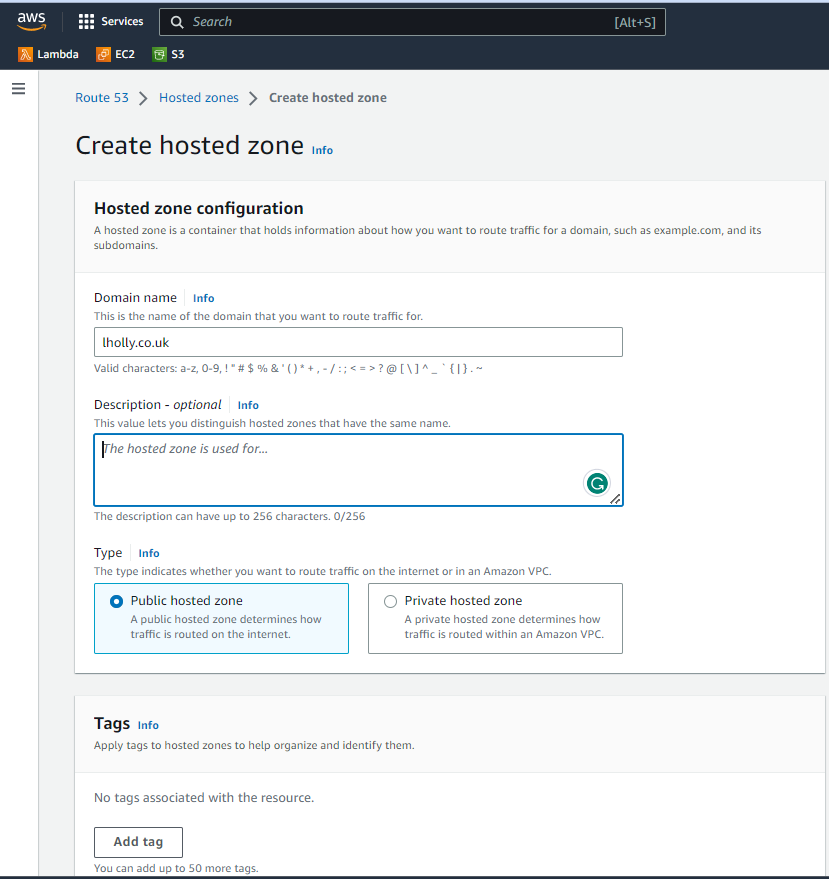 aws Services Search [Alt+S]
Lambda EC2 S3
Route 53 Hosted zones Create hosted zone
Create hosted zone Info
Hosted zone configuration
A hosted zone is a container that holds information about how you want to route traffic for a domain, such as example.com, and its
subdomains.
Domain name Info
This is the name of the domain that you want to route traffic for.
lholly.co.uk
Valid characters: a-z, 0-9, ! " # $ % & ' ( ) * + , - / : ; < = > ? @ [ \ ] ^ _ ` { | } . ~
Description - optional Info
This value lets you distinguish hosted zones that have the same name.
The hosted zone is used for...
The description can have up to 256 characters. 0/256
Type Info
The type indicates whether you want to route traffic on the internet or in an Amazon VPC.
Public hosted zone
A public hosted zone determines how
traffic is routed on the internet.
Private hosted zone
A private hosted zone determines how
traffic is routed within an Amazon VPC.
Tags Info
Apply tags to hosted zones to help organize and identify them.
No tags associated with the resource.
Add tag
You can add up to 50 more tags.